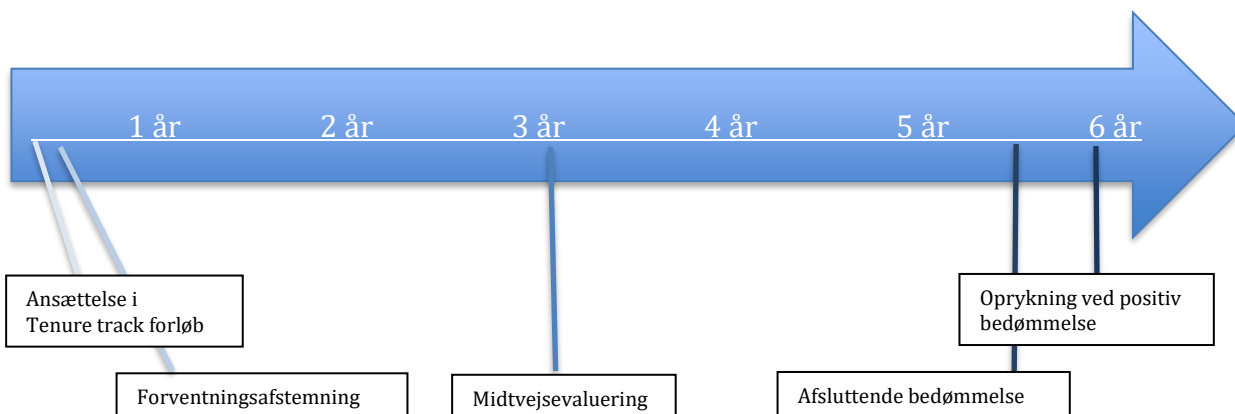 1 år 2 år 3 år 4 år 5 år 6 år
Ansættelse i
Tenure track forløb
Oprykning ved positiv
bedømmelse
Forventningsafstemning
Midtvejsevaluering
Afsluttende bedømmelse